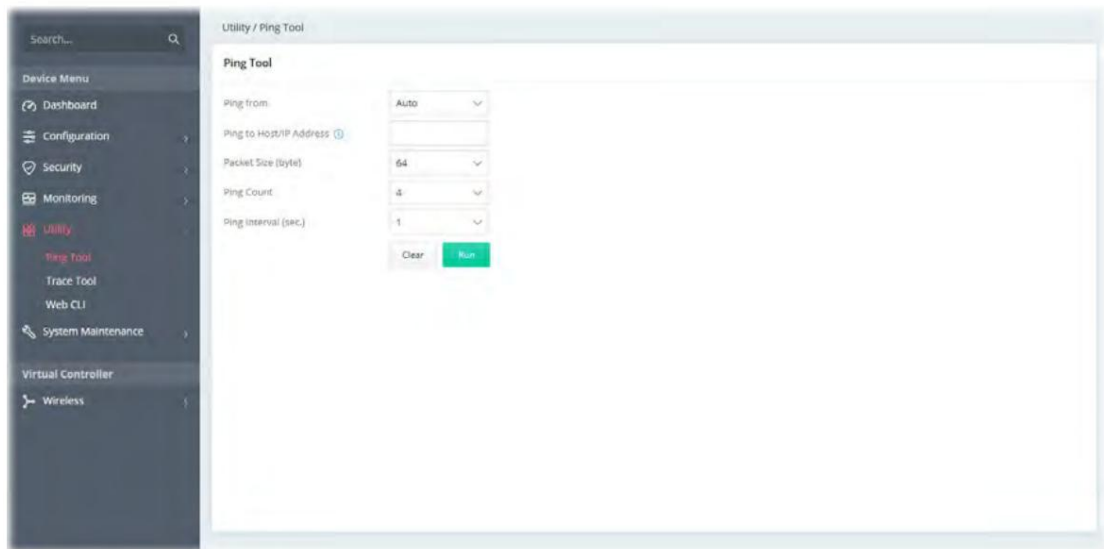 Search...
Device Menu
Dashboard
Configuration
Security
Monitoring
Utility
Ping Tool
Trace Tool
Web CLI
System Maintenance
Virtual Controller
Wireless
Utility / Ping Tool
Ping Tool
Ping from
Auto
Ping to Host/IP Address
Packet Size (byte)
64
Ping Count
4
Ping Interval (sec.)
1
Clear
Run